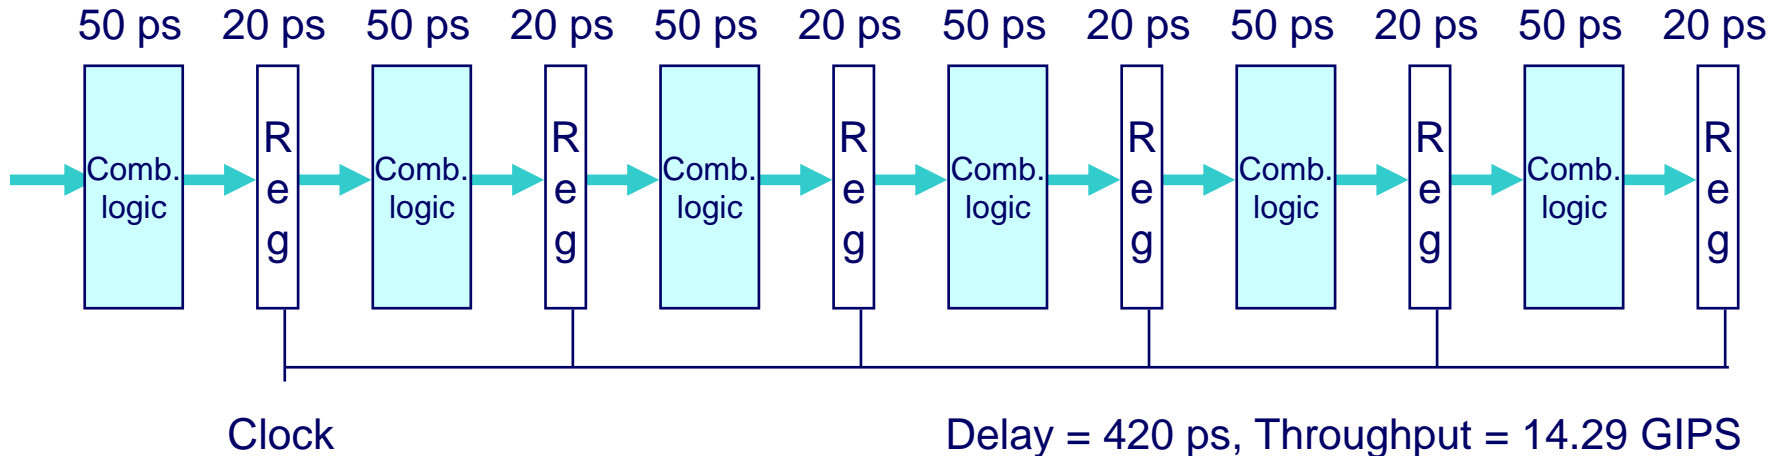 50 ps 20 ps 50 ps 20 ps 50 ps 20 ps 50 ps 20 ps 50 ps 20 ps 50 ps 20 ps
Comb.
logic
R
e
g
Comb.
logic
R
e
g
Comb.
logic
R
e
g
Comb.
logic
R
e
g
Comb.
logic
R
e
g
Comb.
logic
R
e
g
Clock
Delay = 420 ps, Throughput = 14.29 GIPS